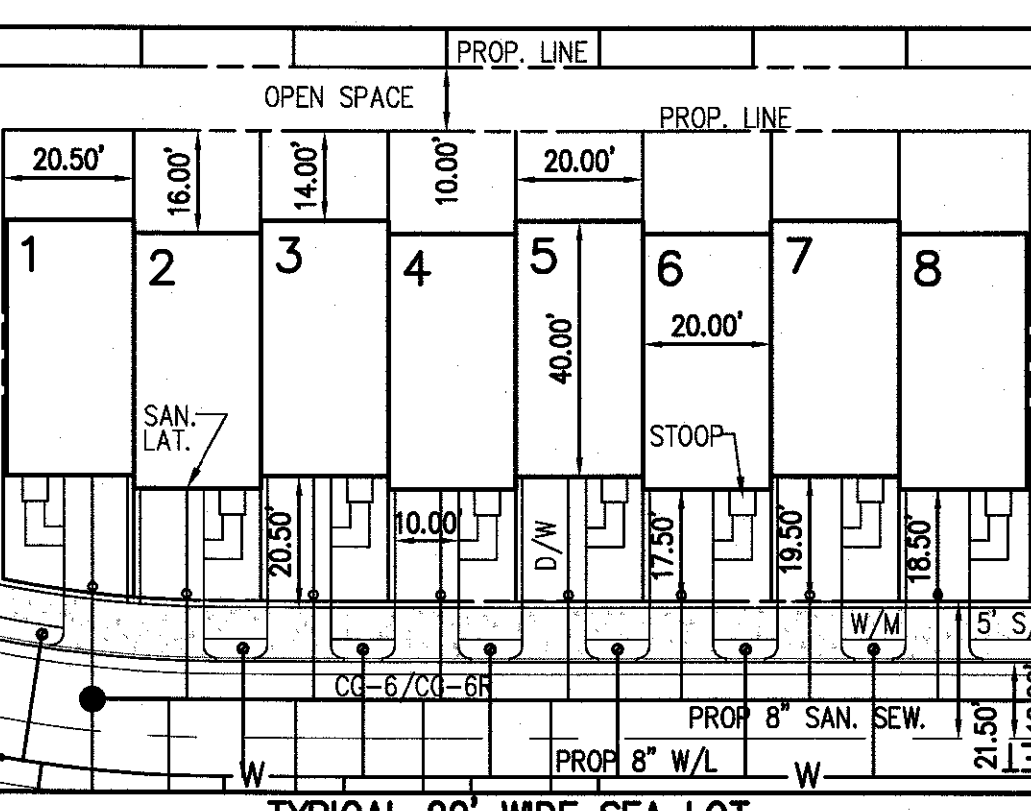 PROP. LINE
OPEN SPACE
PROP. LINE
20.50'
16.00'
14.00'
10.00'
20.00'
1
2
3
4
5
6
7
8
40.00'
20.00'
SAN.
LAT.
STOOP
20.50'
10.00'
D/W
17.50'
19.50'
18.50'
W/M
5' S
CG-6/CG-6R
PROP 8" SAN. SEW.
21.50'
PROP 8" W/L
W
W